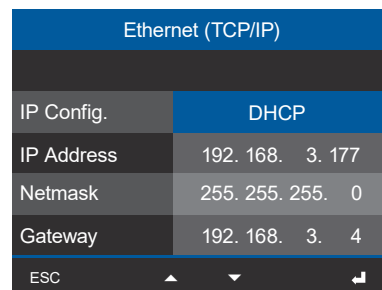 Ethernet (TCP/IP)
IP Config. DHCP
IP Address 192. 168. 3. 177
Netmask 255. 255. 255. 0
Gateway 192. 168. 3. 4
ESC